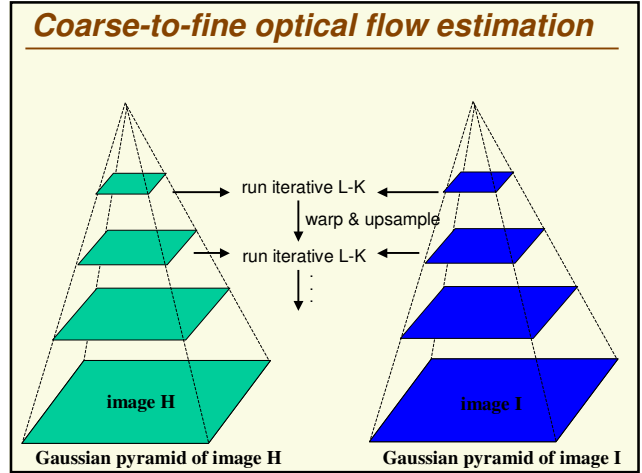 Coarse-to-fine optical flow estimation
run iterative L-K
warp & upsample
run iterative L-K
.
.
.
image H
image I
Gaussian pyramid of image H
Gaussian pyramid of image I